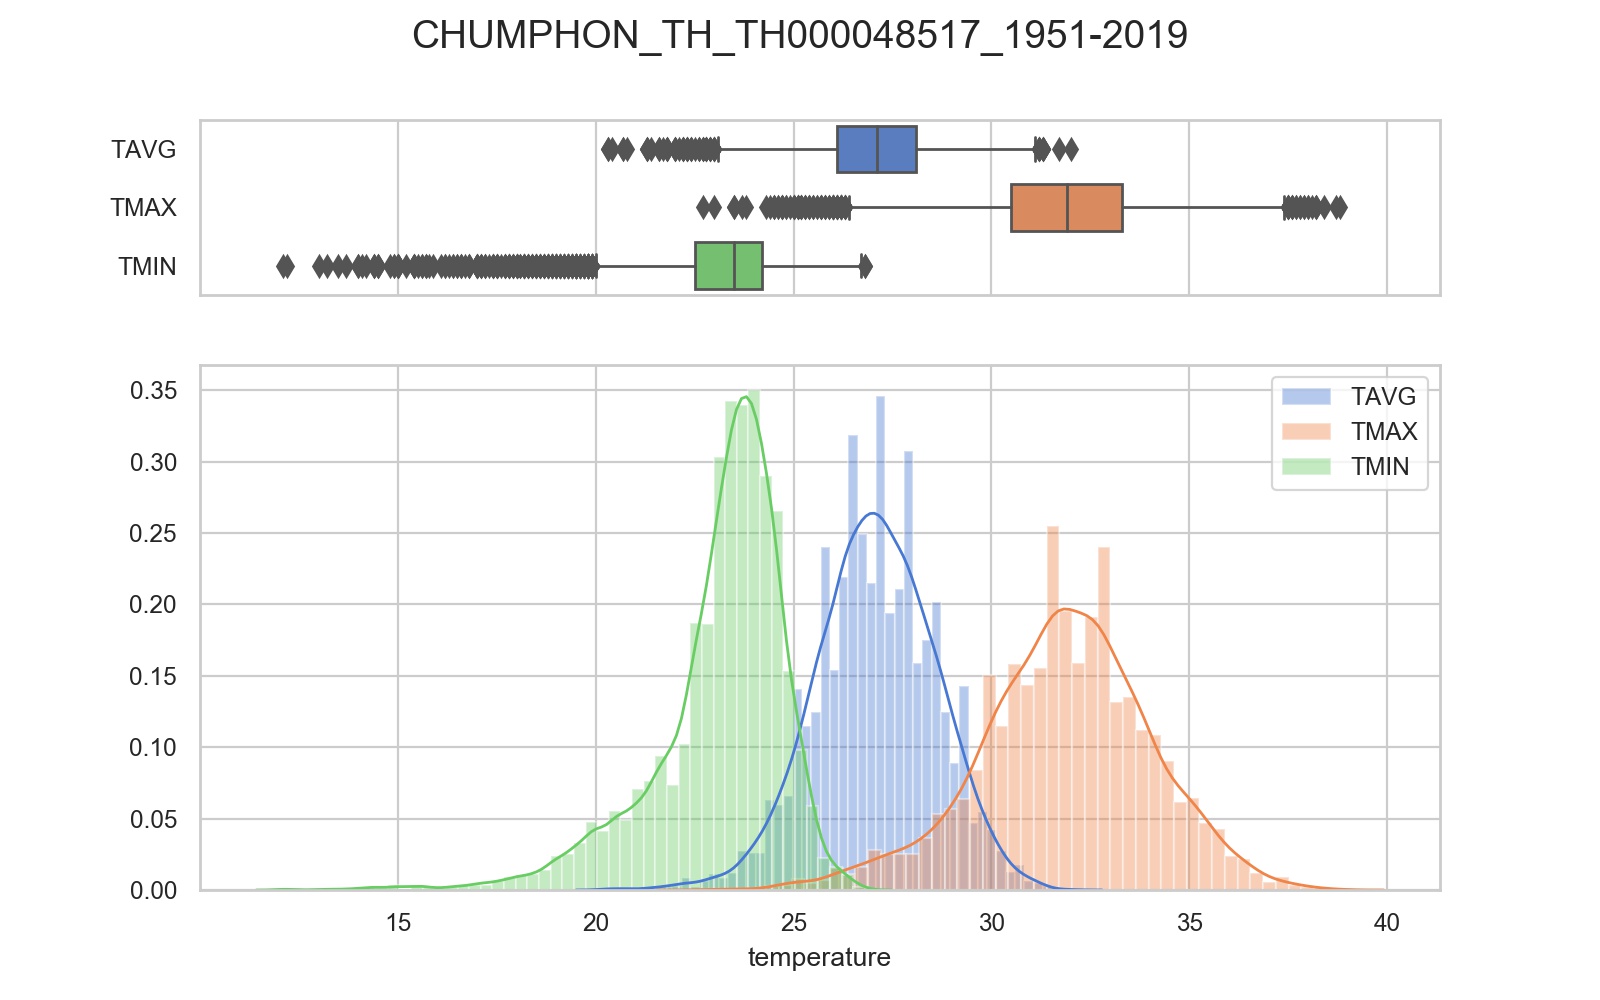 CHUMPHON_TH_TH000048517_1951-2019
TAVG
TMAX
TMIN
0.35
0.30
0.25
0.20
0.15
0.10
0.05
0.00
TAVG
TMAX
TMIN
15 20 25 30 35 40
temperature